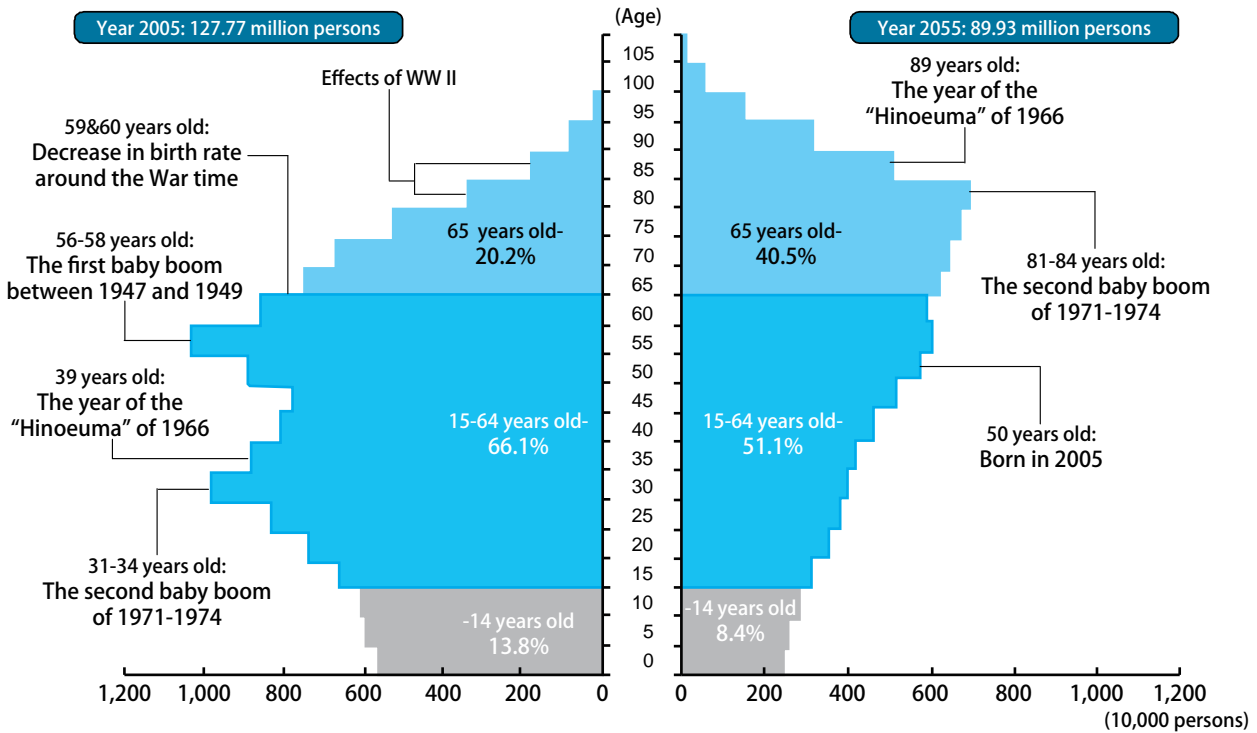 Year 2005: 127.77 million persons
(Age)
Year 2055: 89.93 million persons
Effects of WW II
59&60 years old:
Decrease in birth rate
around the War time
56-58 years old:
The first baby boom
between 1947 and 1949
39 years old:
The year of the
“Hinoeuma” of 1966
31-34 years old:
The second baby boom
of 1971-1974
65 years old-
20.2%
15-64 years old-
66.1%
-14 years old
13.8%
105
100
95
90
85
80
75
70
65
60
55
50
45
40
35
30
25
20
15
10
5
0
89 years old:
The year of the
“Hinoeuma” of 1966
65 years old-
40.5%
81-84 years old:
The second baby boom
of 1971-1974
15-64 years old-
51.1%
50 years old:
Born in 2005
-14 years old
8.4%
1,200 1,000 800 600 400 200 0
0 200 400 600 800 1,000 1,200
(10,000 persons)